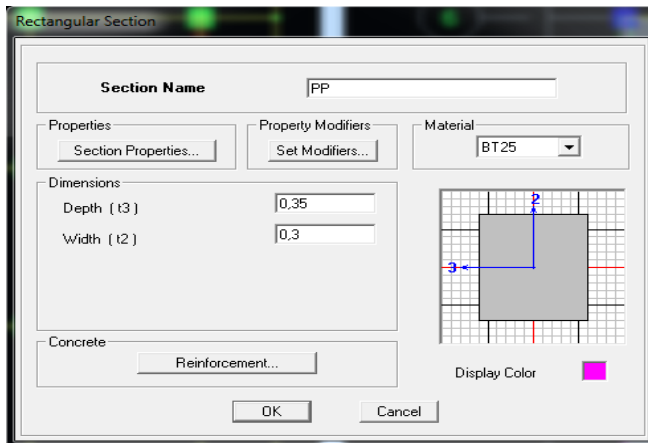 Rectangular Section
Section Name PP
Properties Property Modifiers Material
Section Properties... Set Modifiers... BT25
Dimensions
Depth ( t3 ) 0,35
Width ( t2 ) 0,3
2
3
Concrete
Reinforcement...
Display Color
OK Cancel